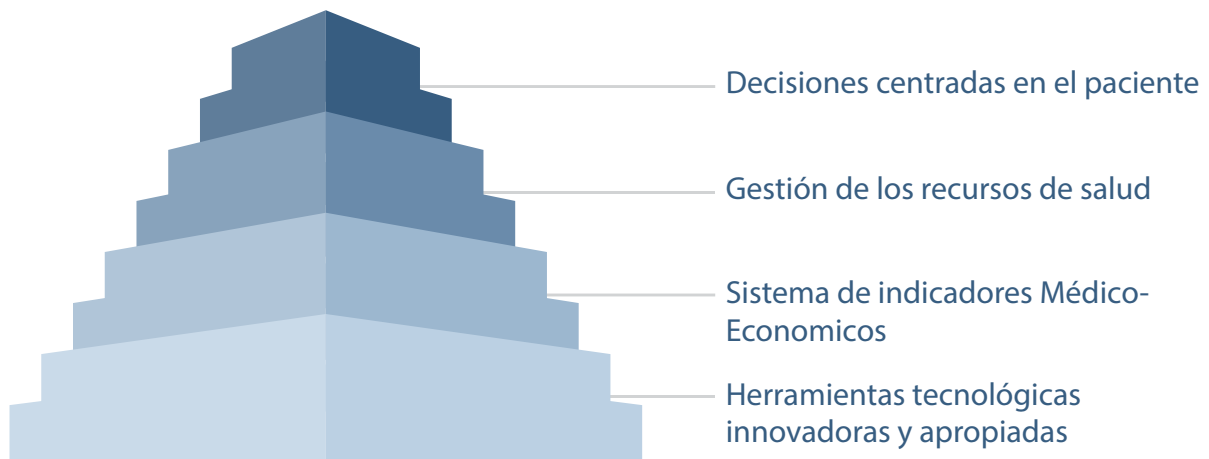 Decisiones centradas en el paciente
Gestión de los recursos de salud
Sistema de indicadores Médico-
Economicos
Herramientas tecnológicas
innovadoras y apropiadas